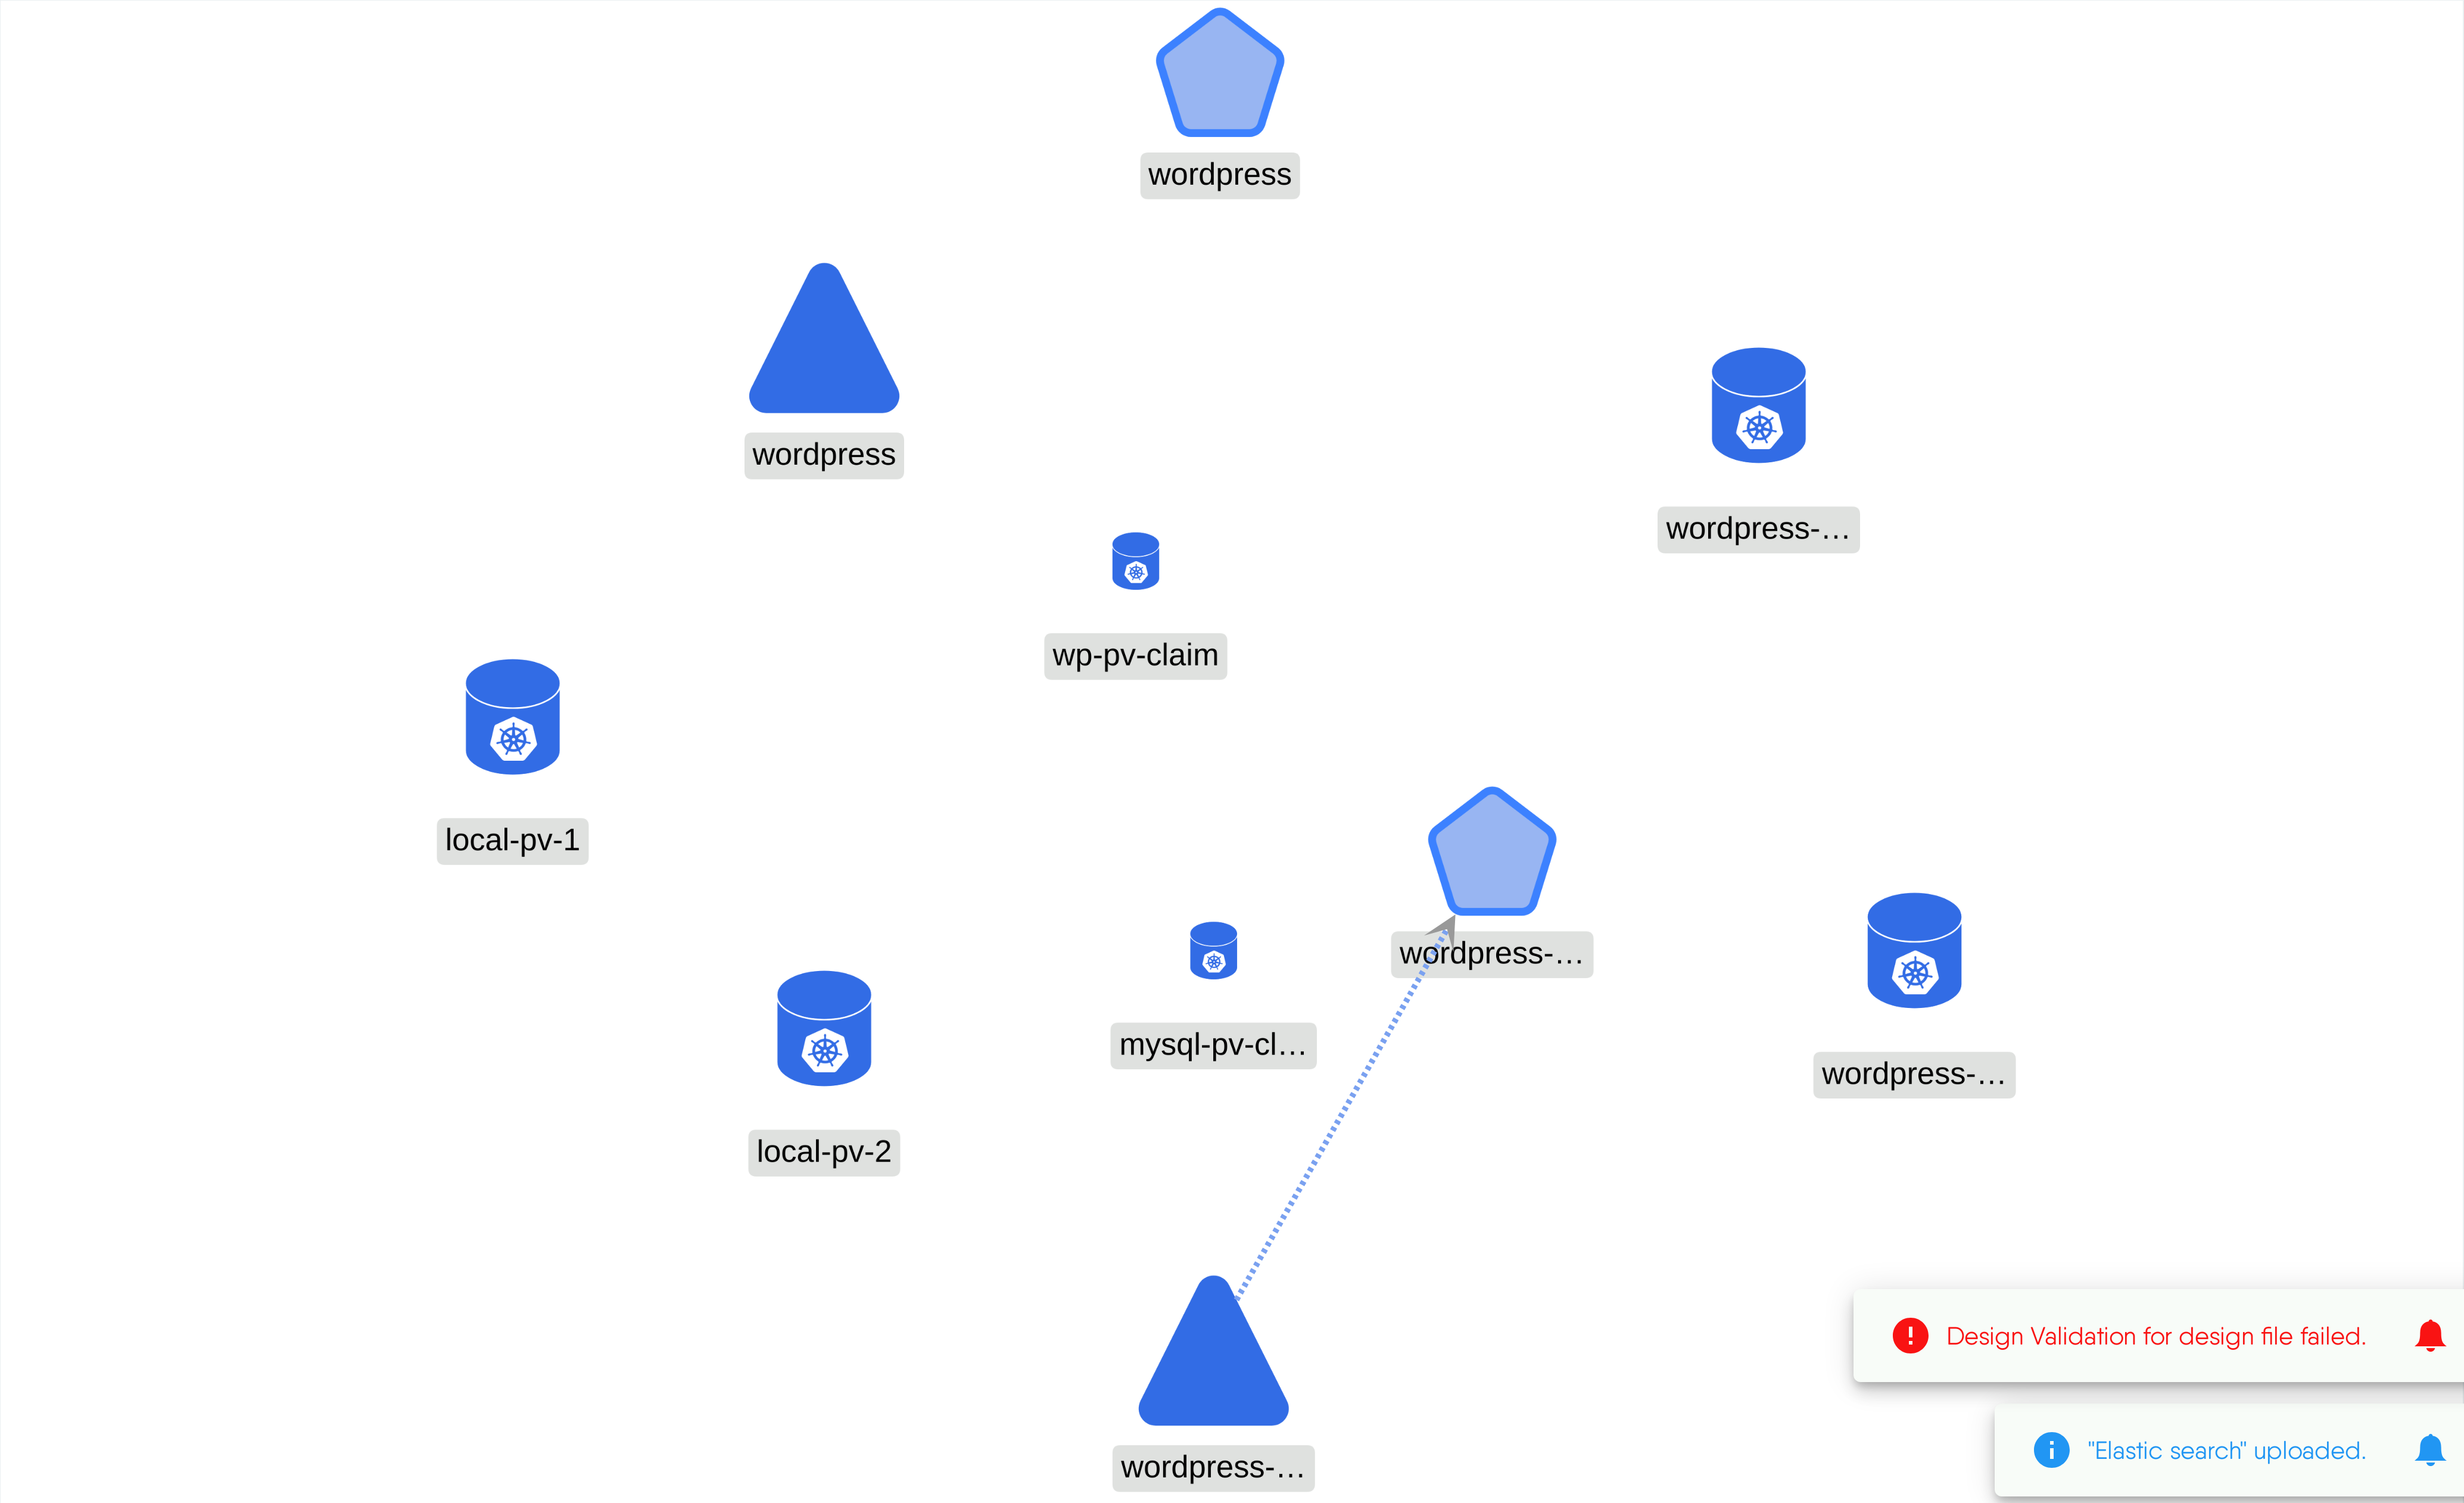 wordpress
wordpress
wordpress-...
wp-pv-claim
local-pv-1
wordpress-...
mysql-pv-cl...
wordpress-...
local-pv-2
Design Validation for design file failed.
"Elastic search" uploaded.
wordpress-...